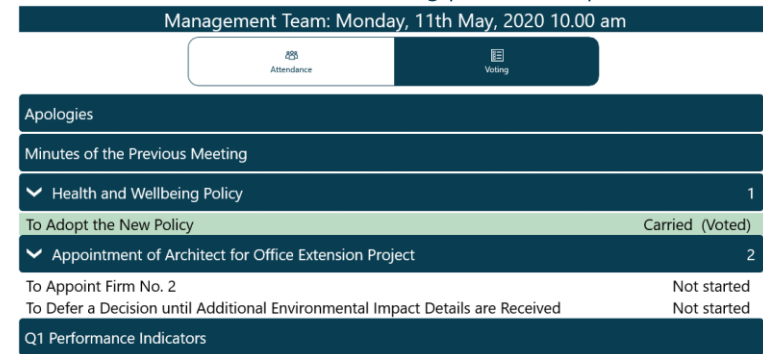 Management Team: Monday, 11th May, 2020 10.00 am
Attendance Voting
Apologies
Minutes of the Previous Meeting
Health and Wellbeing Policy 1
To Adopt the New Policy Carried (Voted)
Appointment of Architect for Office Extension Project 2
To Appoint Firm No. 2 Not started
To Defer a Decision until Additional Environmental Impact Details are Received Not started
Q1 Performance Indicators